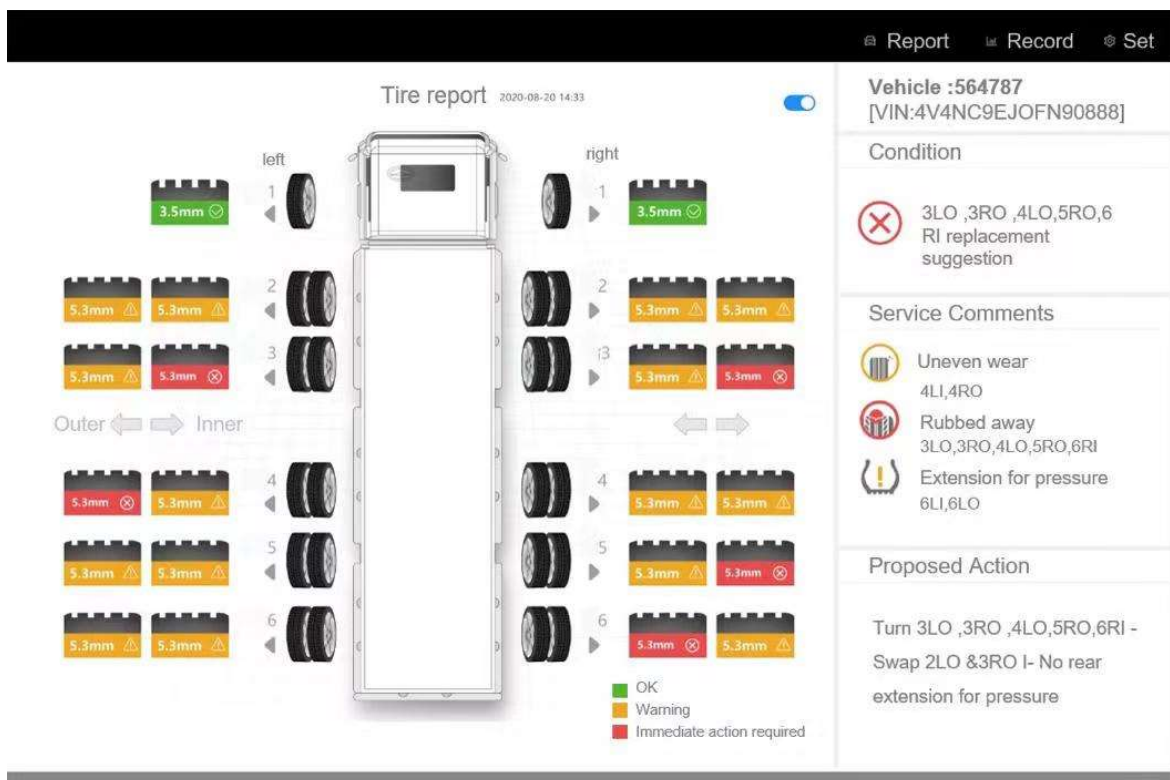 Report Record Set
Tire report 2020-08-20 14:33
left right
1 1
3.5mm 3.5mm
2 2
5.3mm 5.3mm 5.3mm 5.3mm
3 3
5.3mm 5.3mm 5.3mm 5.3mm
Outer Inner
4 4
5.3mm 5.3mm 5.3mm 5.3mm
5 5
5.3mm 5.3mm 5.3mm 5.3mm
6 6
5.3mm 5.3mm 5.3mm 5.3mm
OK
Warning
Immediate action required
Vehicle :564787
[VIN:4V4NC9EJOFN90888]
Condition
3LO ,3RO ,4LO,5RO,6
RI replacement
suggestion
Service Comments
Uneven wear
4LI,4RO
Rubbed away
3LO,3RO,4LO,5RO,6RI
Extension for pressure
6LI,6LO
Proposed Action
Turn 3LO ,3RO ,4LO,5RO,6RI -
Swap 2LO &3RO I- No rear
extension for pressure